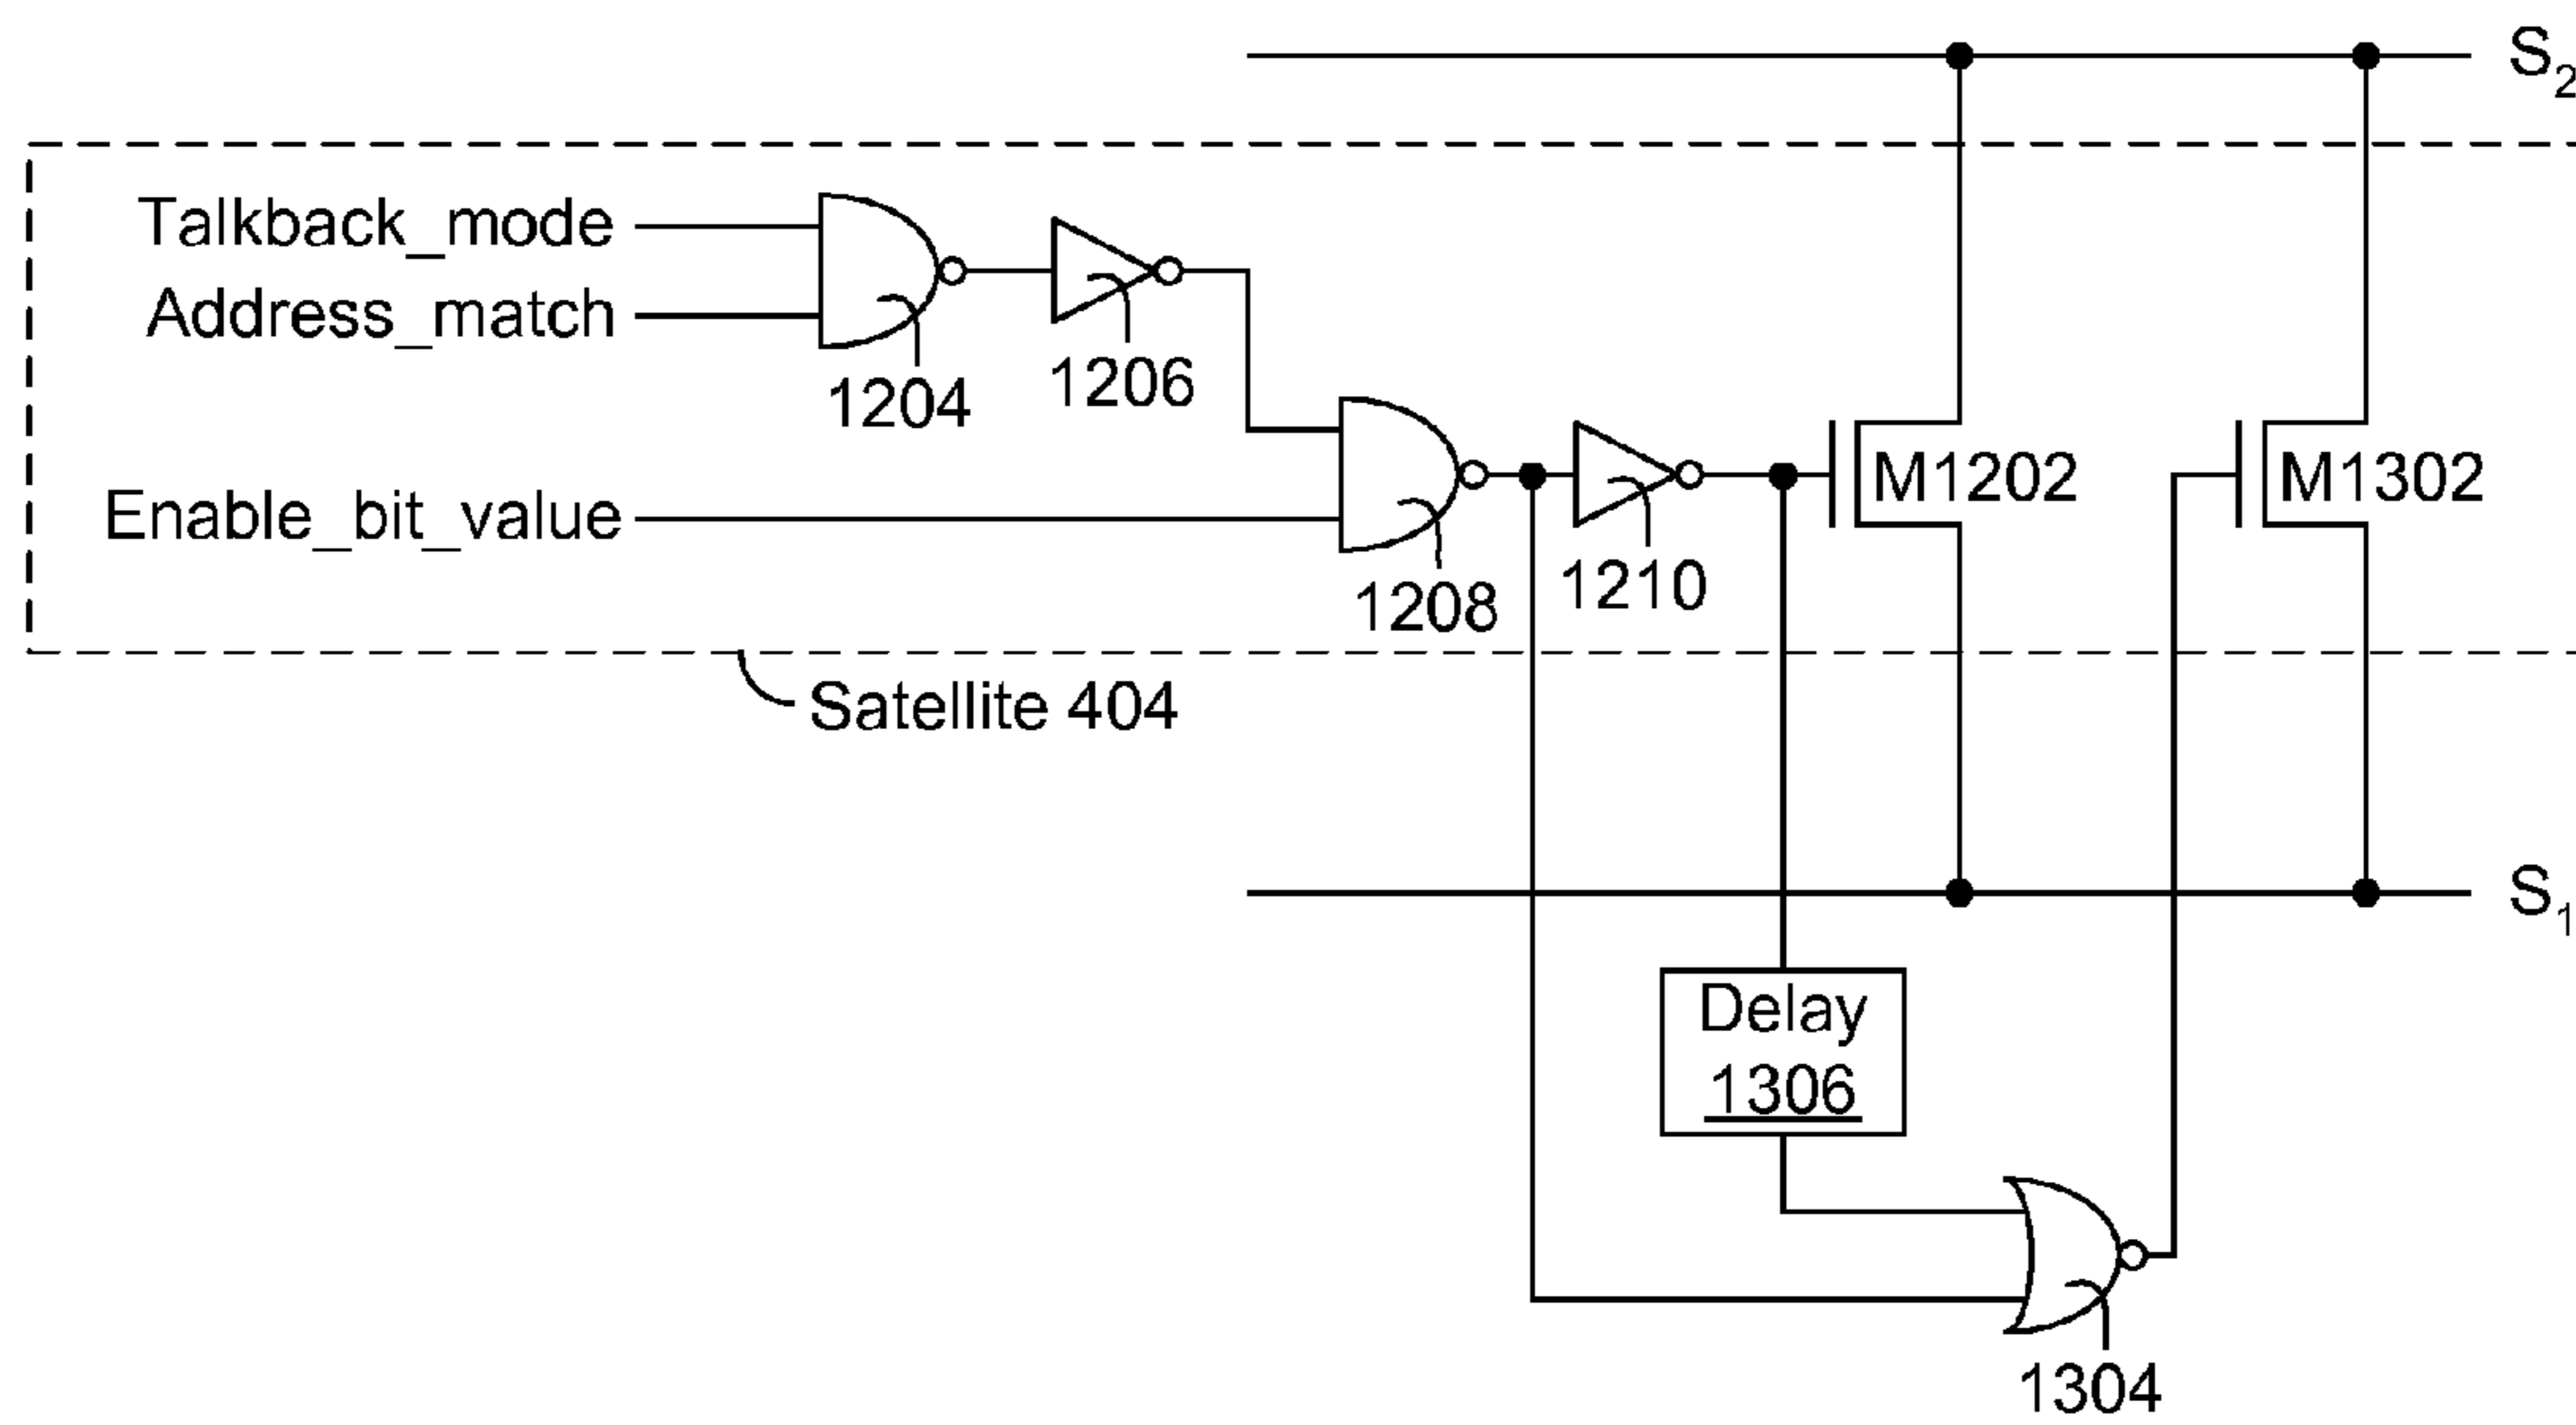 S₂
Talkback_mode
Address_match
1204
1206
Enable_bit_value
1208
1210
M1202
M1302
Satellite 404
S₁
Delay
1306
1304